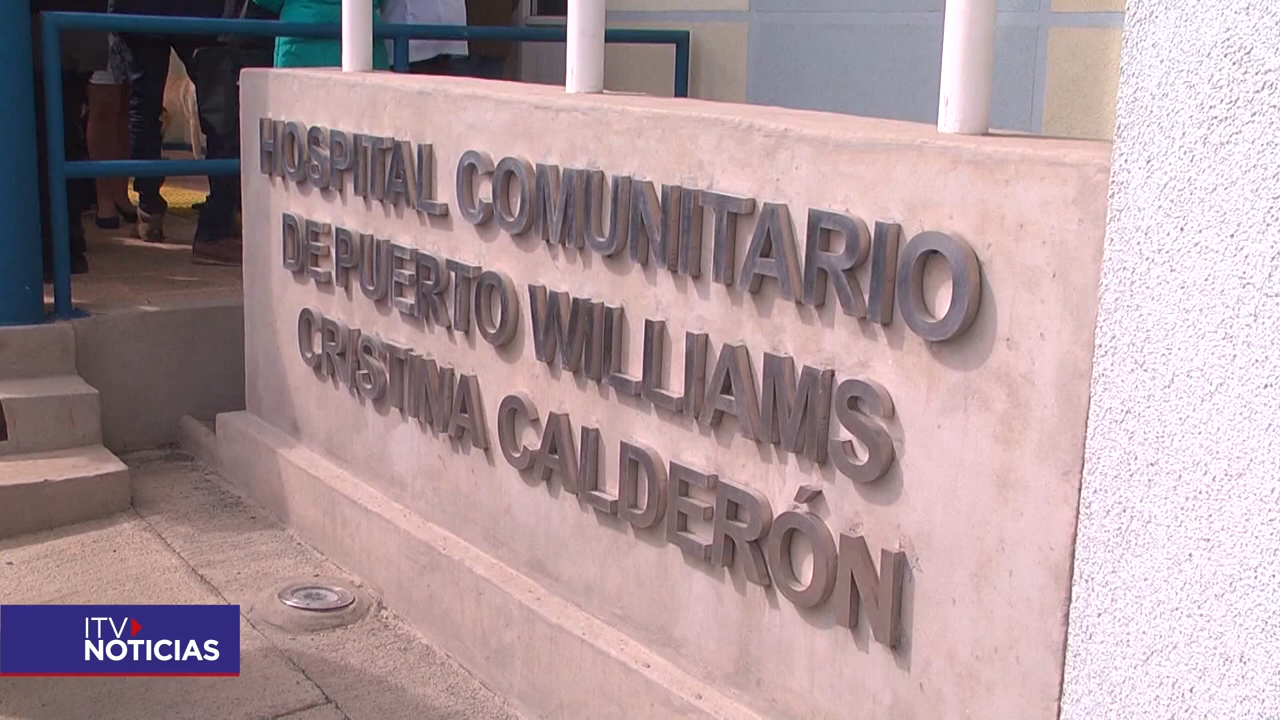 HOSPITAL COMUNITARIO
DE PUERTO WILLIAMS
CRISTINA CALDERÓN
ITV
NOTICIAS